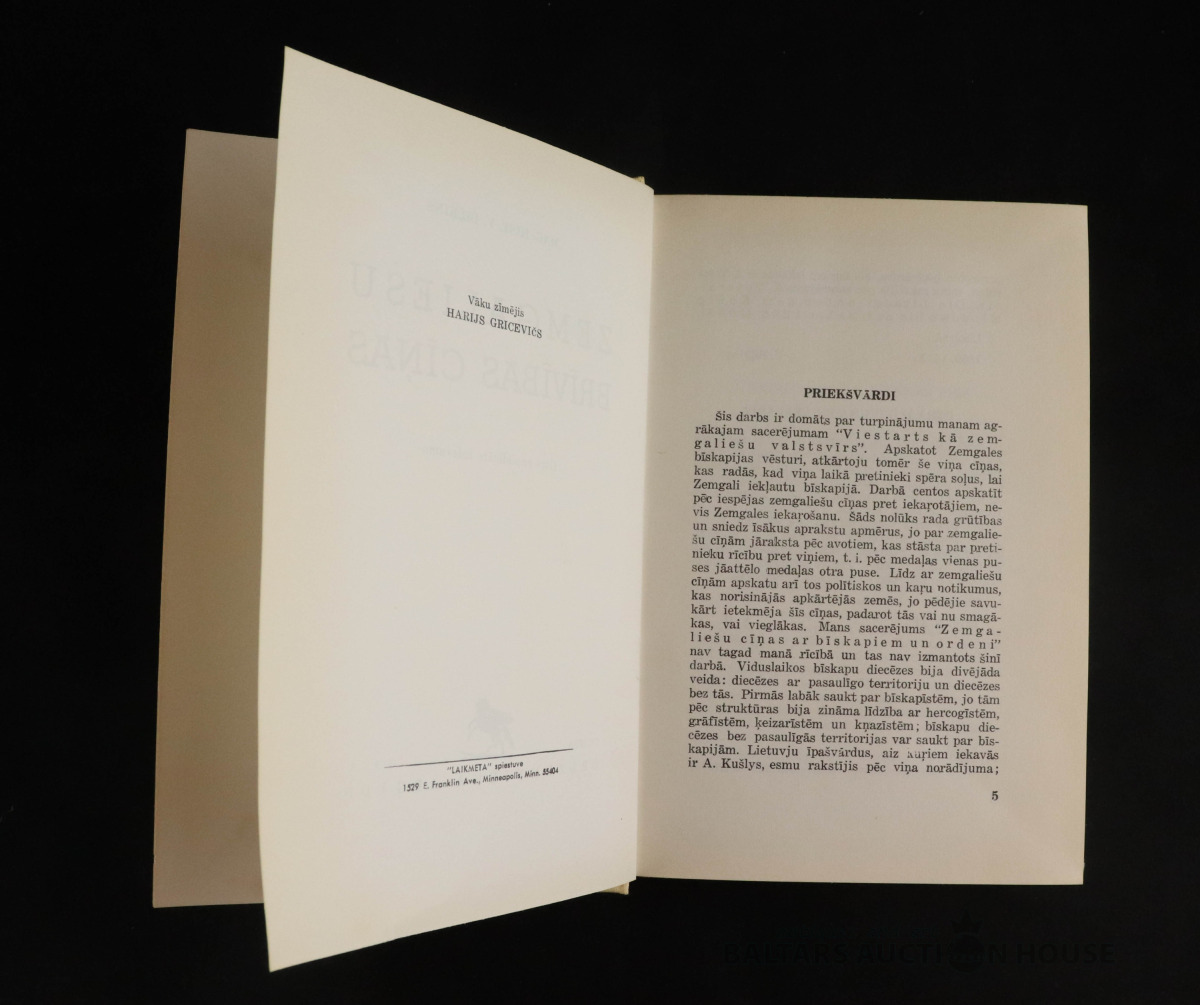 Vāku zīmējis
HARIJS GRICEVIČS
"LAIKMETA" spiestuve
1529 E. Franklin Ave., Minneapolis, Minn. 55404
PRIEKŠVĀRDI
Šis darbs ir domāts par turpinājumu manam ag-
rākajam sacerējumam "Viestarts kā zem-
galiešu valstsvīrs". Apskatot Zemgales
bīskapijas vēsturi, atkārtoju tomēr še viņa cīņas,
kas radās, kad viņa laikā pretinieki spēra soļus, lai
Zemgali iekļautu bīskapijā. Darbā centos apskatīt
pēc iespējas zemgaliešu cīņas pret iekaŗotājiem, ne-
vis Zemgales iekaŗošanu. Šāds nolūks rada grūtības
un sniedz īsākus aprakstu apmērus, jo par zemgalie-
šu cīņām jāraksta pēc avotiem, kas stāsta par preti-
nieku rīcību pret viņiem, t. i. pēc medaļas vienas pu-
ses jāattēlo medaļas otra puse. Līdz ar zemgaliešu
cīņām apskatu arī tos polītiskos un kaŗu notikumus,
kas norisinājās apkārtējās zemēs, jo pēdējie savu-
kārt ietekmēja šīs cīņas, padarot tās vai nu smagā-
kas, vai vieglākas. Mans sacerējums "Zemga-
liešu cīņas ar bīskapiem un ordeni"
nav tagad manā rīcībā un tas nav izmantots šinī
darbā. Viduslaikos bīskapu diecēzes bija divējāda
veida: diecēzes ar pasaulīgo territoriju un diecēzes
bez tās. Pirmās labāk saukt par bīskapistēm, jo tām
pēc struktūras bija zināma līdzība ar hercogistēm,
grāfistēm, ķeizaristēm un kņazistēm; bīskapu die-
cēzes bez pasaulīgās territorijas var saukt par bīs-
kapijām. Lietuvju īpašvārdus, aiz kuŗiem iekavās
ir A. Kušlys, esmu rakstījis pēc viņa norādījuma;
5
ZEMGALIEŠU
BRĪVĪBAS CĪŅAS
BALTARS AUCTION HOUSE